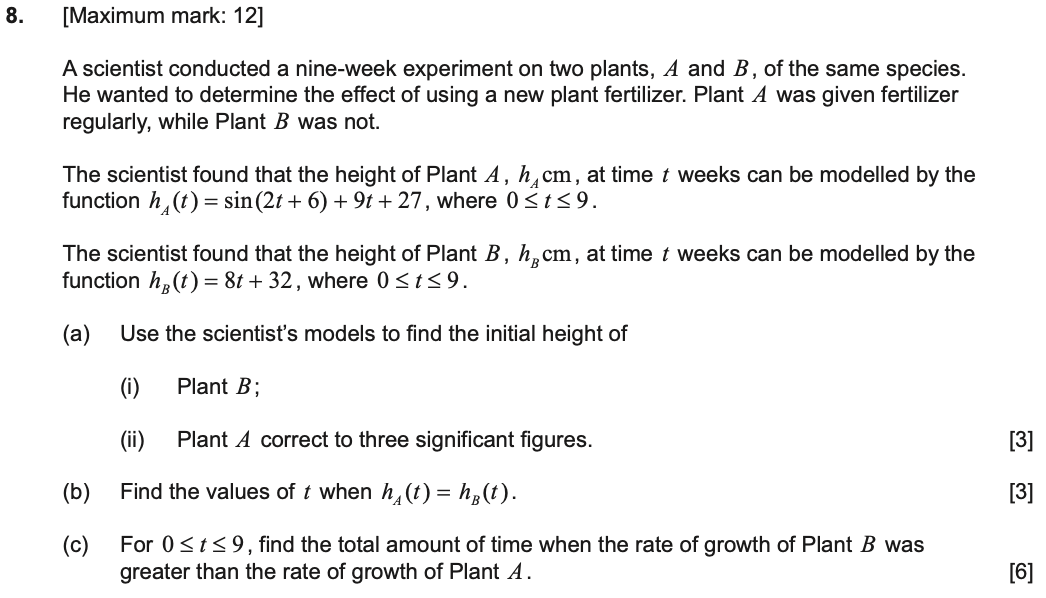 8. [Maximum mark: 12]
A scientist conducted a nine-week experiment on two plants, A and B, of the same species.
He wanted to determine the effect of using a new plant fertilizer. Plant A was given fertilizer
regularly, while Plant B was not.
The scientist found that the height of Plant A, h_A cm, at time t weeks can be modelled by the
function h_A(t) = sin(2t + 6) + 9t + 27, where 0 ≤ t ≤ 9.
The scientist found that the height of Plant B, h_B cm, at time t weeks can be modelled by the
function h_B(t) = 8t + 32, where 0 ≤ t ≤ 9.
(a) Use the scientist's models to find the initial height of
(i) Plant B;
(ii) Plant A correct to three significant figures. [3]
(b) Find the values of t when h_A(t) = h_B(t). [3]
(c) For 0 ≤ t ≤ 9, find the total amount of time when the rate of growth of Plant B was
greater than the rate of growth of Plant A. [6]